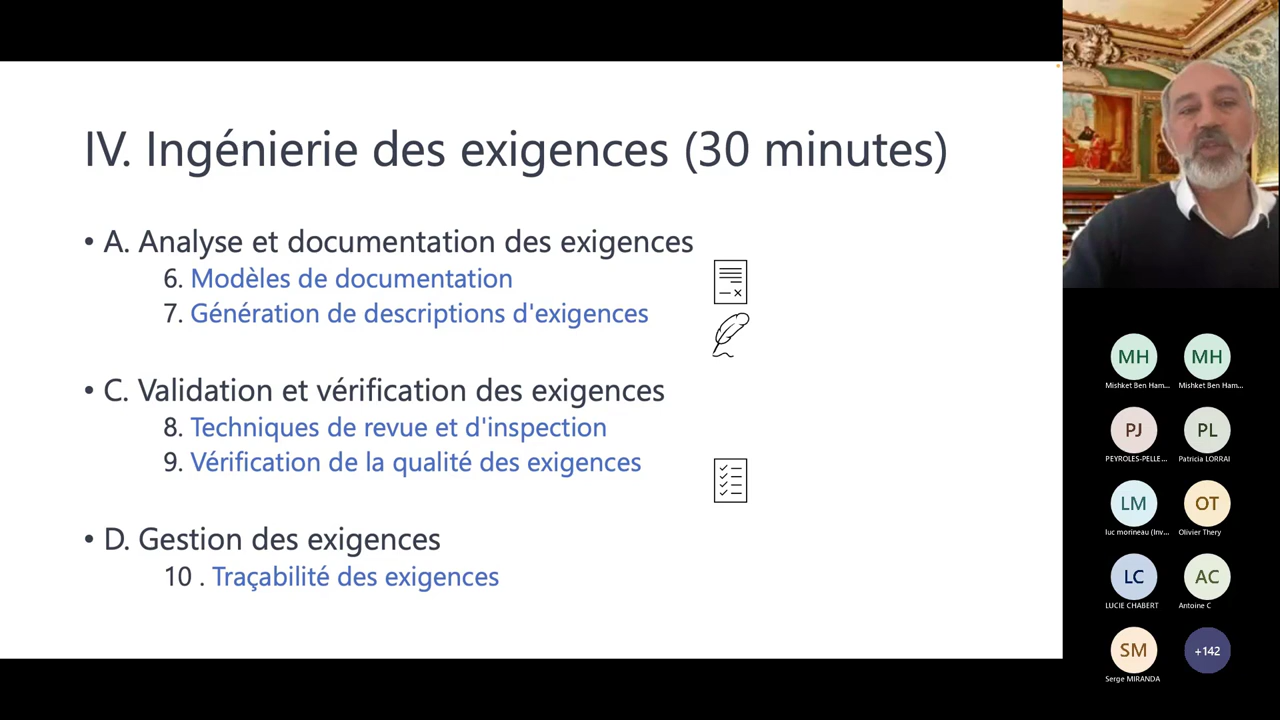 IV. Ingénierie des exigences (30 minutes)
• A. Analyse et documentation des exigences
6. Modèles de documentation
7. Génération de descriptions d'exigences
• C. Validation et vérification des exigences
8. Techniques de revue et d'inspection
9. Vérification de la qualité des exigences
• D. Gestion des exigences
10 . Traçabilité des exigences
MH MH
Mishket Ben Ham... Mishket Ben Ham...
PJ PL
PEYROLES-PELLE... Patricia LORRAI
LM OT
luc morineau (Inv... Olivier Thery
LC AC
LUCIE CHABERT Antoine C
SM +142
Serge MIRANDA